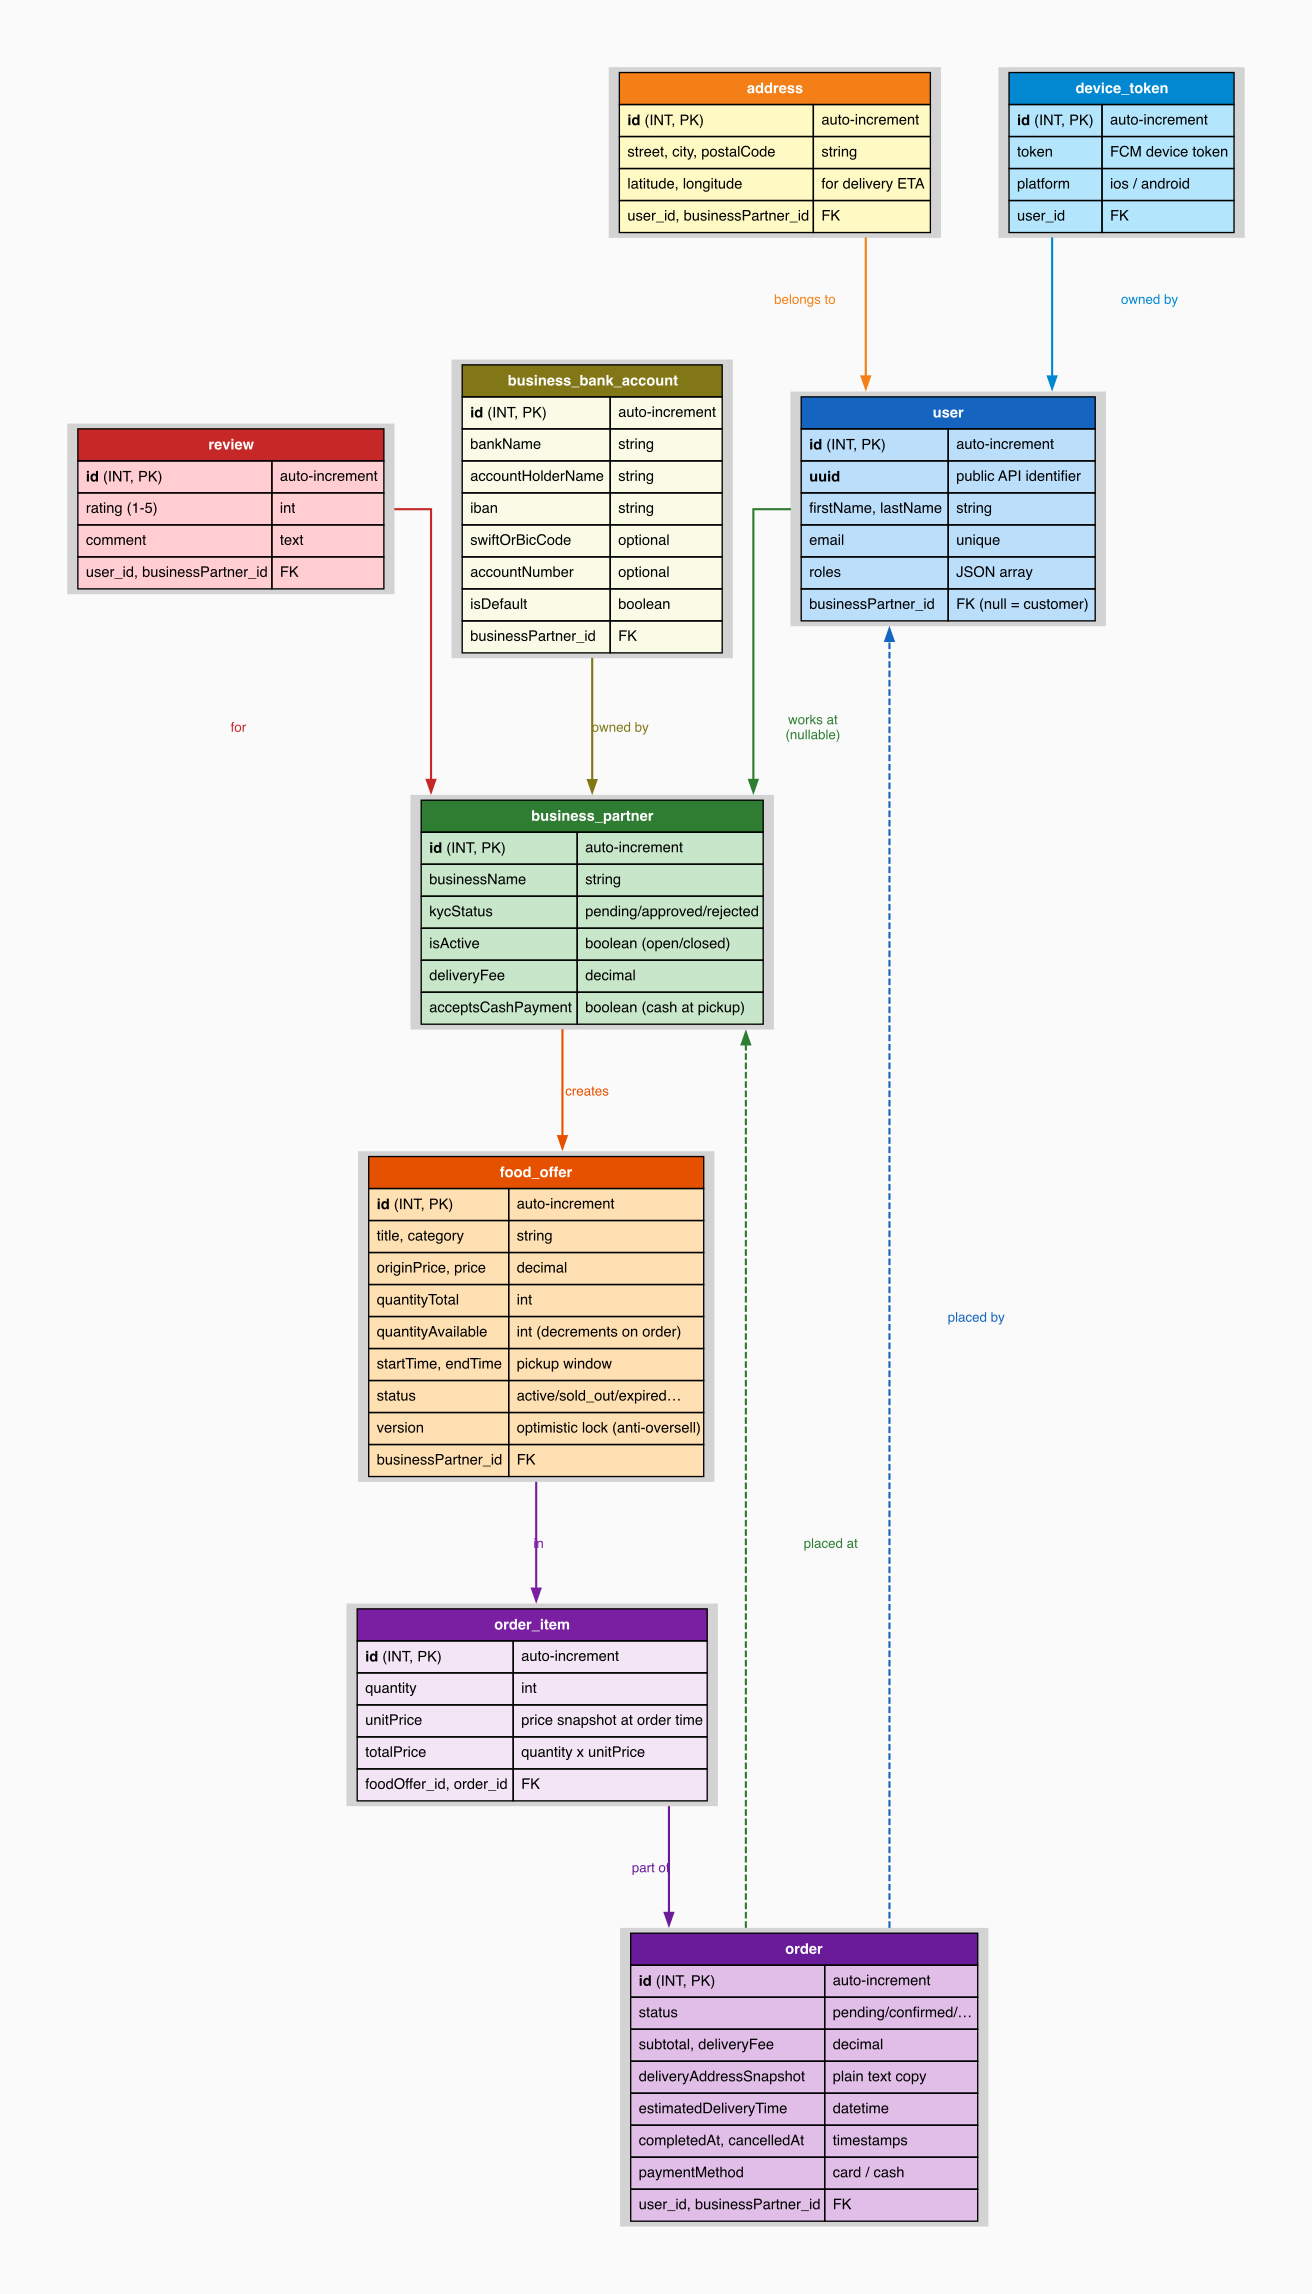 address
id (INT, PK) auto-increment
street, city, postalCode string
latitude, longitude for delivery ETA
user_id, businessPartner_id FK
device_token
id (INT, PK) auto-increment
token FCM device token
platform ios / android
user_id FK
belongs to
owned by
business_bank_account
id (INT, PK) auto-increment
bankName string
accountHolderName string
iban string
swiftOrBicCode optional
accountNumber optional
isDefault boolean
businessPartner_id FK
user
id (INT, PK) auto-increment
uuid public API identifier
firstName, lastName string
email unique
roles JSON array
businessPartner_id FK (null = customer)
review
id (INT, PK) auto-increment
rating (1-5) int
comment text
user_id, businessPartner_id FK
for
owned by
works at
(nullable)
business_partner
id (INT, PK) auto-increment
businessName string
kycStatus pending/approved/rejected
isActive boolean (open/closed)
deliveryFee decimal
acceptsCashPayment boolean (cash at pickup)
creates
food_offer
id (INT, PK) auto-increment
title, category string
originPrice, price decimal
quantityTotal int
quantityAvailable int (decrements on order)
startTime, endTime pickup window
status active/sold_out/expired…
version optimistic lock (anti-oversell)
businessPartner_id FK
placed by
in
placed at
order_item
id (INT, PK) auto-increment
quantity int
unitPrice price snapshot at order time
totalPrice quantity x unitPrice
foodOffer_id, order_id FK
part of
order
id (INT, PK) auto-increment
status pending/confirmed/…
subtotal, deliveryFee decimal
deliveryAddressSnapshot plain text copy
estimatedDeliveryTime datetime
completedAt, cancelledAt timestamps
paymentMethod card / cash
user_id, businessPartner_id FK